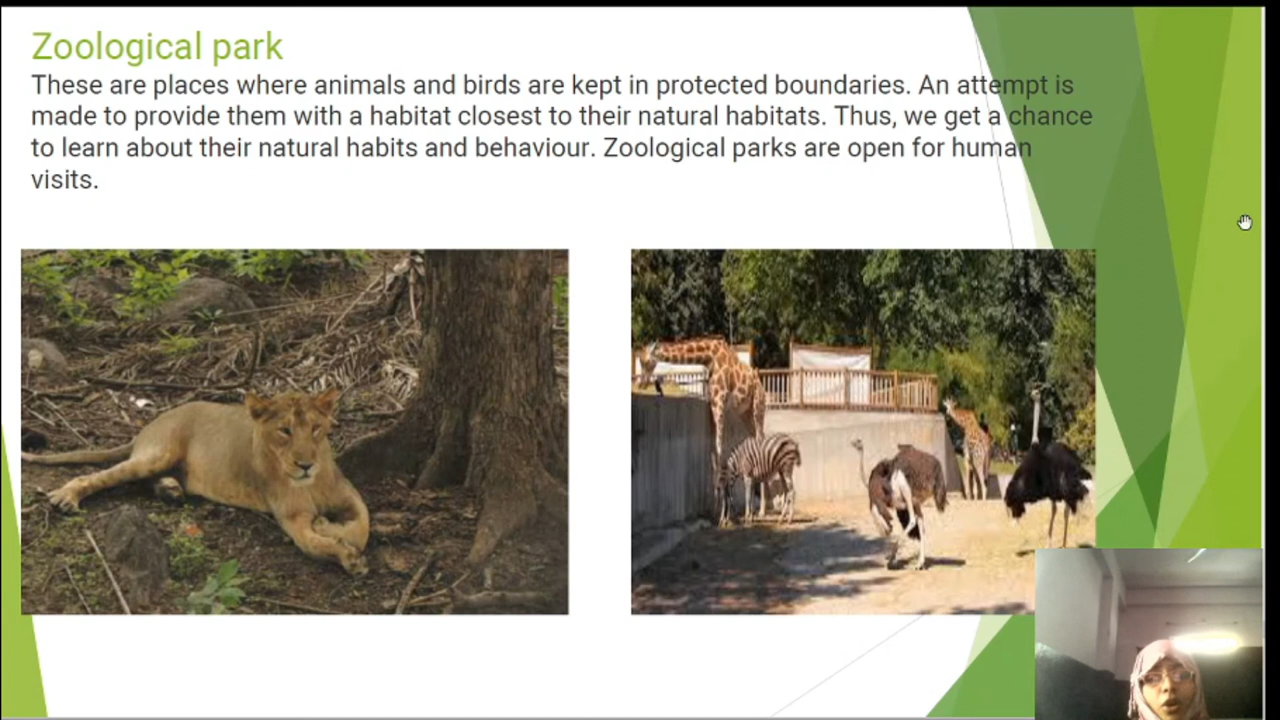 Zoological park
These are places where animals and birds are kept in protected boundaries. An attempt is
made to provide them with a habitat closest to their natural habitats. Thus, we get a chance
to learn about their natural habits and behaviour. Zoological parks are open for human
visits.